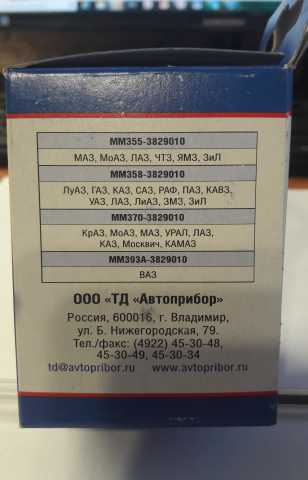 ММ355-3829010
МАЗ, МоАЗ, ЛАЗ, ЧТЗ, ЯМЗ, ЗиЛ
ММ358-3829010
ЛуАЗ, ГАЗ, КАЗ, САЗ, РАФ, ПАЗ, КАВЗ,
УАЗ, ЛАЗ, ЛиАЗ, ЗМЗ, ЗиЛ
ММ370-3829010
КрАЗ, МоАЗ, МАЗ, УРАЛ, ЛАЗ,
КАЗ, Москвич, КАМАЗ
ММ393А-3829010
ВАЗ
ООО «ТД «Автоприбор»
Россия, 600016, г. Владимир,
ул. Б. Нижегородская, 79.
Тел./факс: (4922) 45-30-48,
45-30-49, 45-30-34
td@avtopribor.ru www.avtopribor.ru